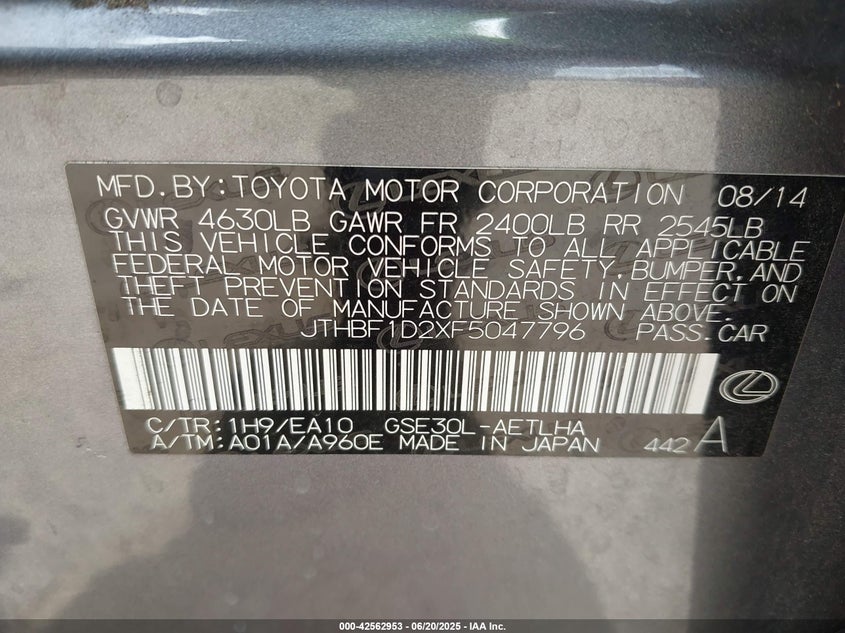 MFD.BY:TOYOTA MOTOR CORPORATION 08/14
GVWR 4630LB GAWR FR 2400LB RR 2545LB
THIS VEHICLE CONFORMS TO ALL APPLICABLE
FEDERAL MOTOR VEHICLE SAFETY,BUMPER,AND
THEFT PREVENTION STANDARDS IN EFFECT ON
THE DATE OF MANUFACTURE SHOWN ABOVE.
JTHBF1D2XF5047796 PASS.CAR
C/TR:1H9/EA10 GSE30L-AETLHA
A/TM:A01A/A960E MADE IN JAPAN 442 A
000-42562953 - 06/20/2025 - IAA Inc.